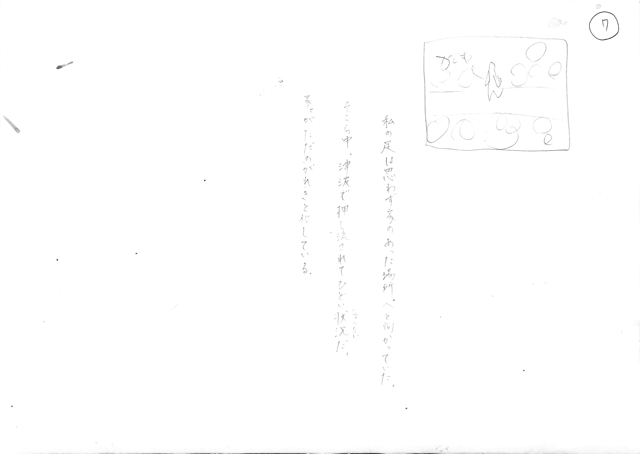 7
私の足は思わず家のあった場所。へと向かっていた。
そこら中、津波で押し流されてひどい状況だ。
家がただのがれきと化している。